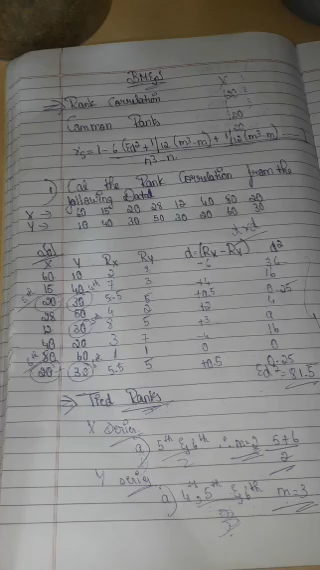 => Rank Correlation
Common Ranks
rs = 1 - 6 (Σd² + 1/12 (m³-m) + 1/12 (m³-m) ......)
n³-n
1) Cal the Rank Correlation from the
following Data
X → 60 15 20 28 12 40 80 20
Y → 10 40 30 50 30 20 60 30
d×d
X Y Rx Ry d-(Rx-Ry) d²
60 10 2 8 -6 36
15 40 7 3 +4 16
20 30 5.5 5 +0.5 0.25
28 50 4 2 +2 4
12 30 8 5 +3 9
40 20 3 7 -4 16
80 60 1 1 0 0
20 30 5.5 5 +0.5 0.25
Σd² = 81.5
=> Tied Ranks
X Series
a) 5th & 6th ∴ m=2 5+6
2
Y series
a) 4th, 5th & 6th m=3